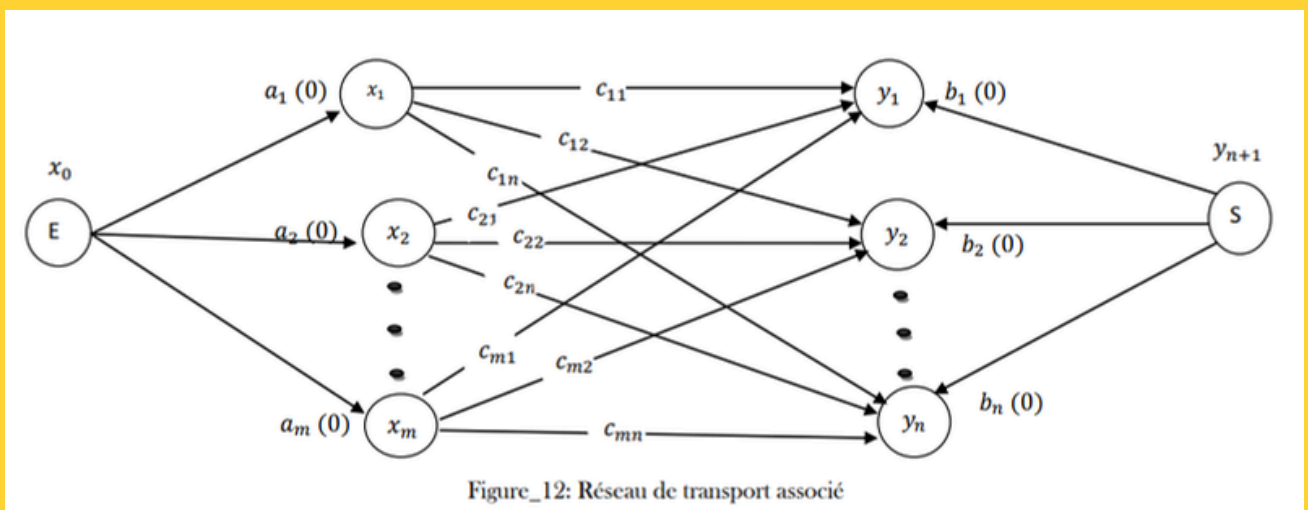 a₁ (0) x₁ c₁₁ y₁ b₁ (0)
c₁₂
x₀ yₙ₊₁
c₁ₙ
E a₂ (0) x₂ c₂₁ y₂ S
c₂₂ b₂ (0)
c₂ₙ
cₘ₁ cₘ₂
aₘ (0) xₘ cₘₙ yₙ bₙ (0)
Figure_12: Réseau de transport associé